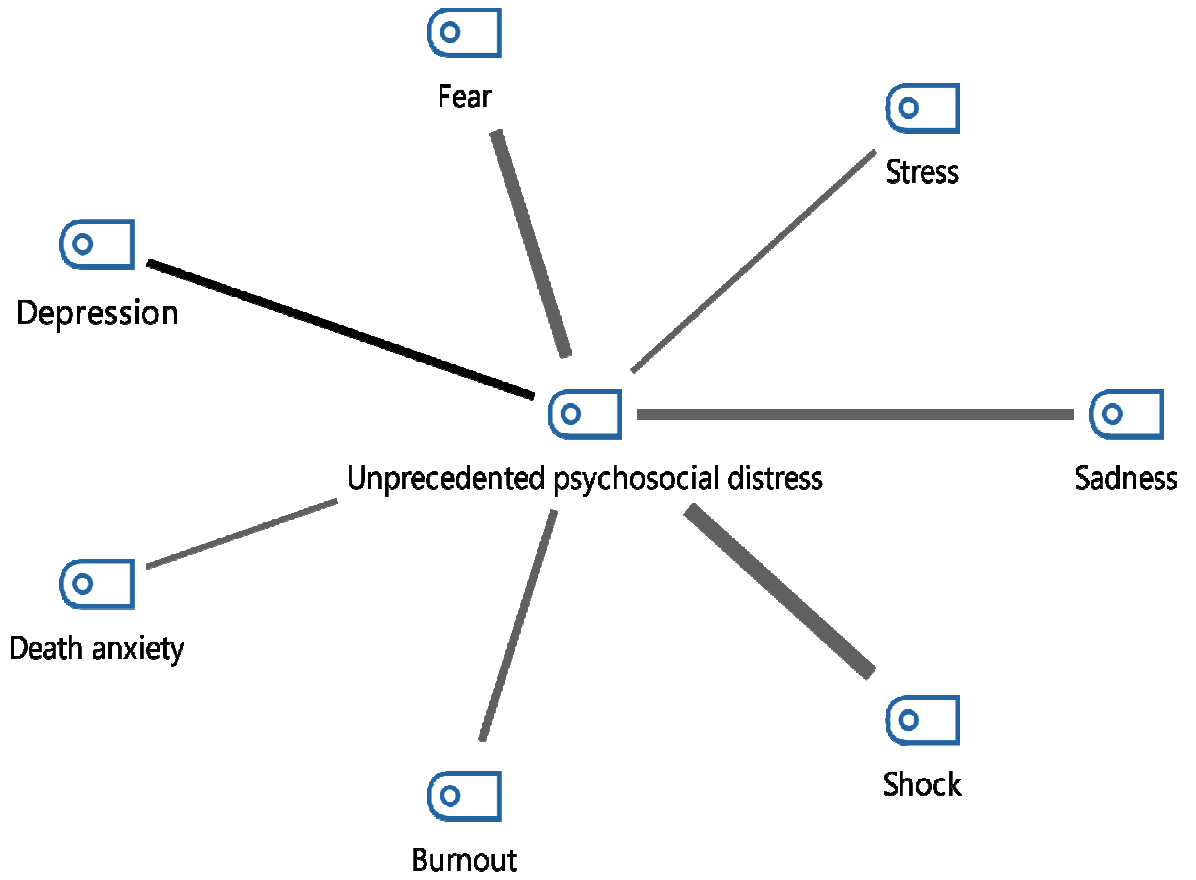 Fear
Stress
Depression
Unprecedented psychosocial distress
Sadness
Death anxiety
Shock
Burnout